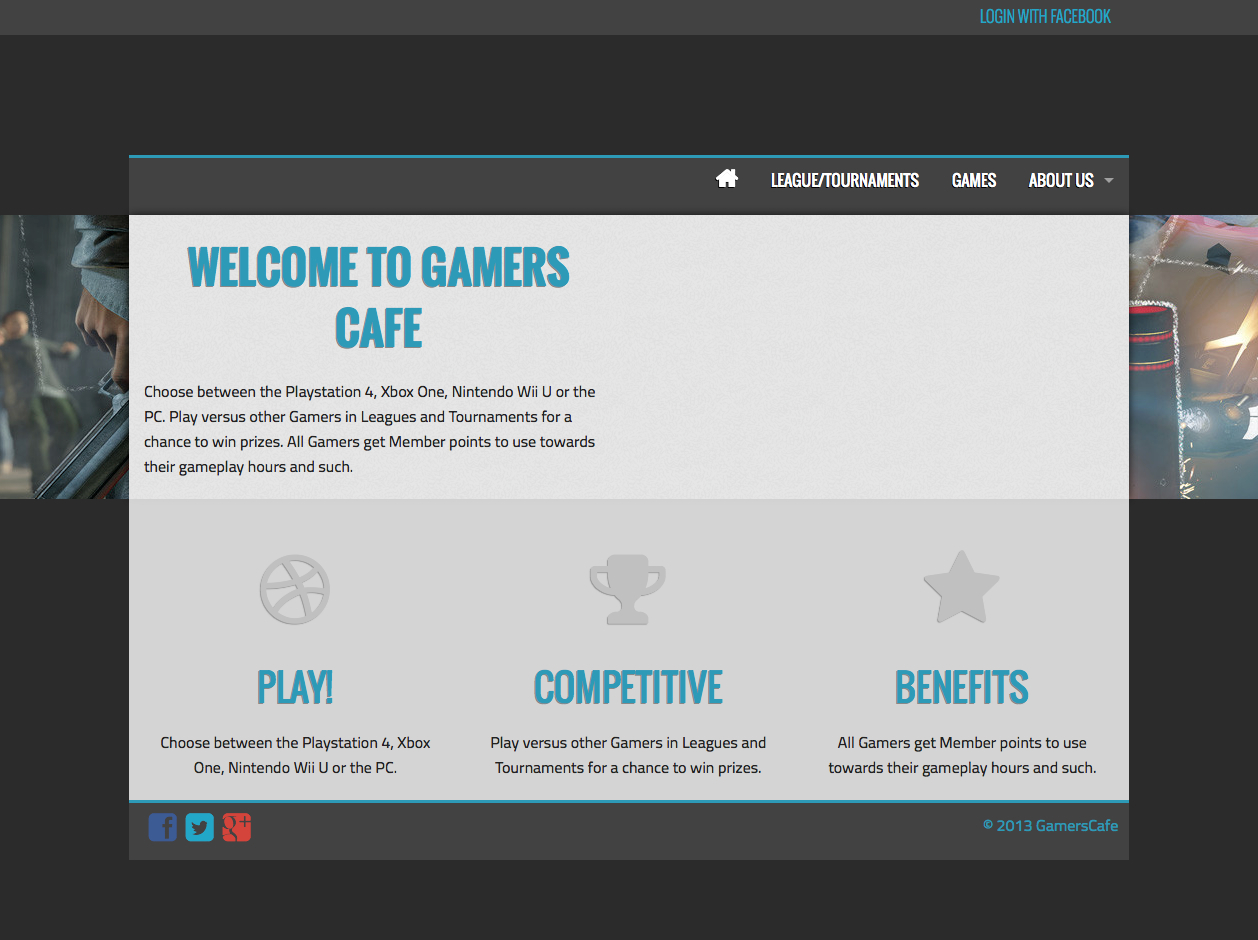 LOGIN WITH FACEBOOK
LEAGUE/TOURNAMENTS GAMES ABOUT US
WELCOME TO GAMERS
CAFE
Choose between the Playstation 4, Xbox One, Nintendo Wii U or the
PC. Play versus other Gamers in Leagues and Tournaments for a
chance to win prizes. All Gamers get Member points to use towards
their gameplay hours and such.
PLAY!
Choose between the Playstation 4, Xbox
One, Nintendo Wii U or the PC.
COMPETITIVE
Play versus other Gamers in Leagues and
Tournaments for a chance to win prizes.
BENEFITS
All Gamers get Member points to use
towards their gameplay hours and such.
© 2013 GamersCafe